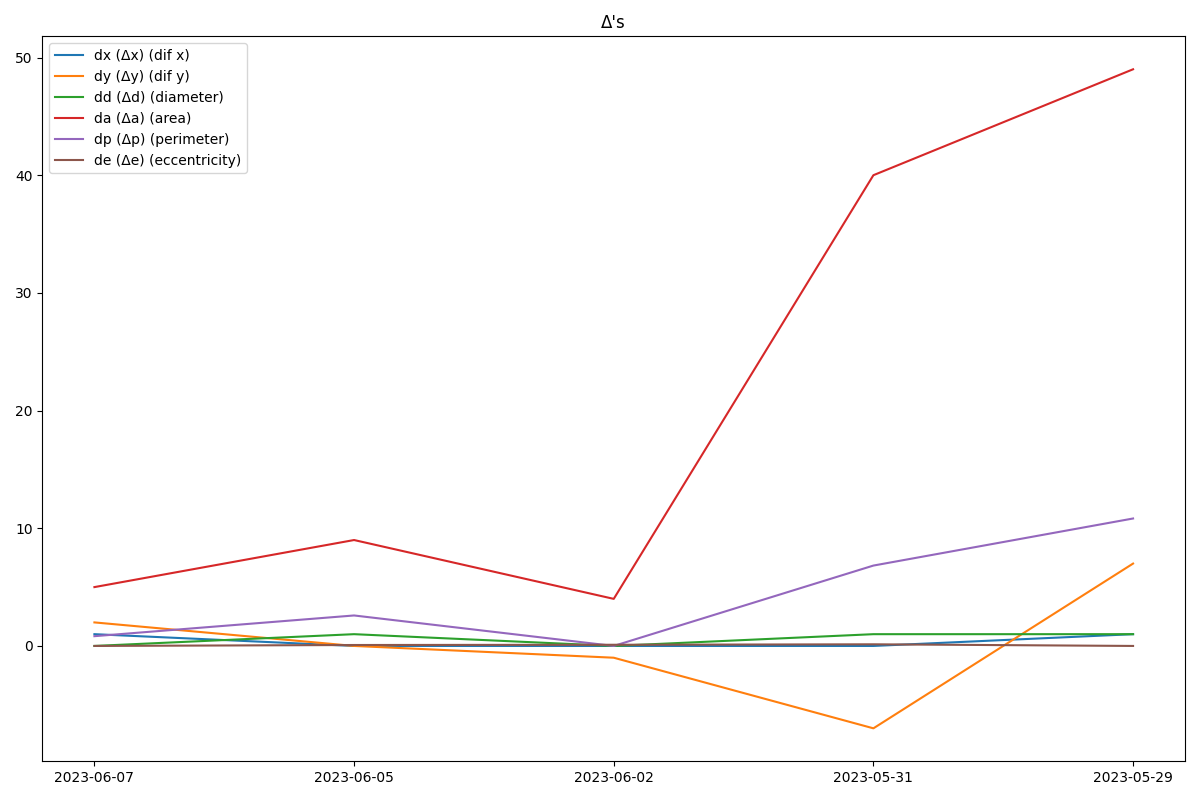 Δ's
dx (Δx) (dif x)
dy (Δy) (dif y)
dd (Δd) (diameter)
da (Δa) (area)
dp (Δp) (perimeter)
de (Δe) (eccentricity)
50
40
30
20
10
0
2023-06-07 2023-06-05 2023-06-02 2023-05-31 2023-05-29